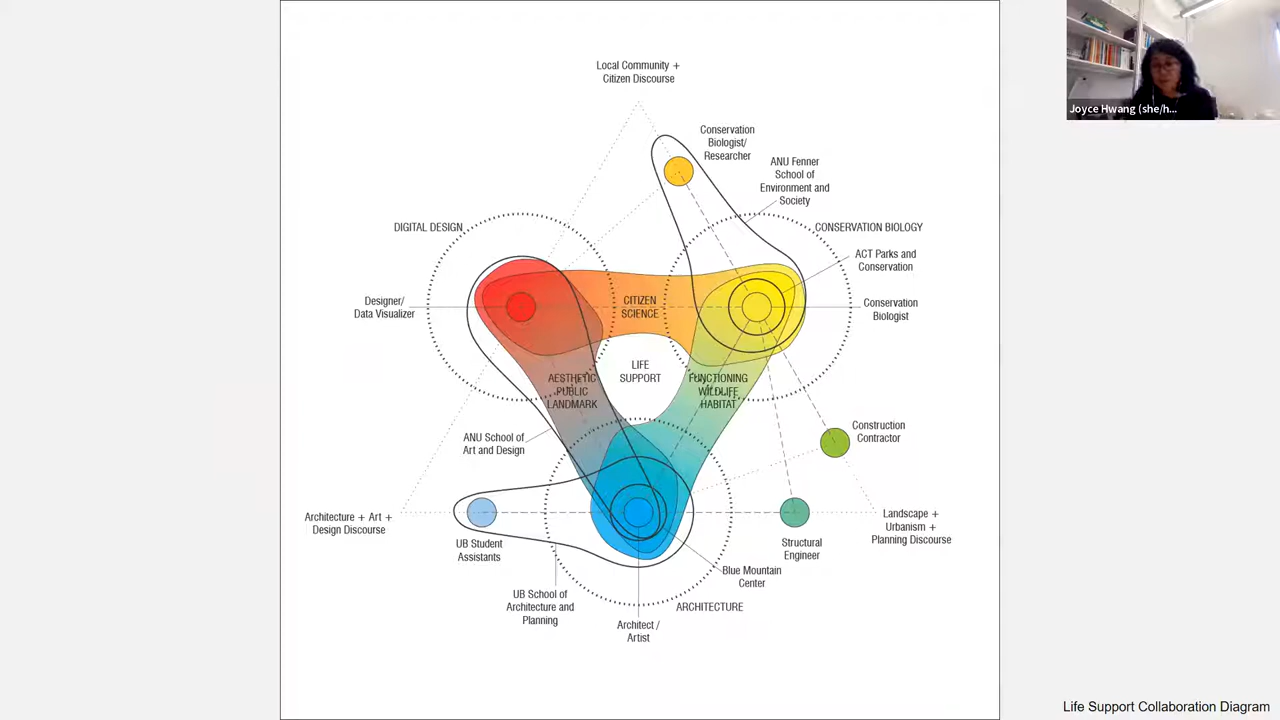 Local Community +
Citizen Discourse
Joyce Hwang (she/h...
Conservation
Biologist/
Researcher
ANU Fenner
School of
Environment and
Society
DIGITAL DESIGN
CONSERVATION BIOLOGY
ACT Parks and
Conservation
Designer/
Data Visualizer
CITIZEN
SCIENCE
Conservation
Biologist
LIFE
SUPPORT
AESTHETIC
PUBLIC
LANDMARK
FUNCTIONING
WILDLIFE
HABITAT
ANU School of
Art and Design
Construction
Contractor
Architecture + Art +
Design Discourse
UB Student
Assistants
Structural
Engineer
Landscape +
Urbanism +
Planning Discourse
Blue Mountain
Center
UB School of
Architecture and
Planning
ARCHITECTURE
Architect /
Artist
Life Support Collaboration Diagram